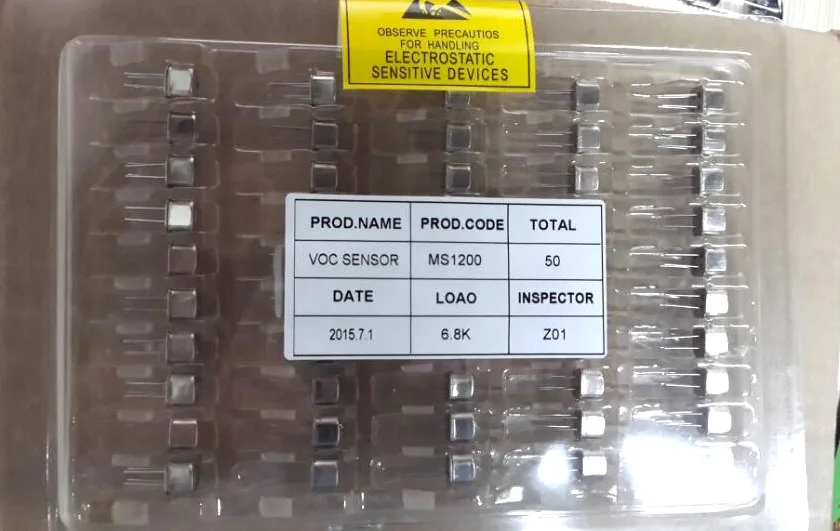 OBSERVE PRECAUTIOS
FOR HANDLING
ELECTROSTATIC
SENSITIVE DEVICES
PROD.NAME PROD.CODE TOTAL
VOC SENSOR MS1200 50
DATE LOAO INSPECTOR
2015.7.1 6.8K Z01